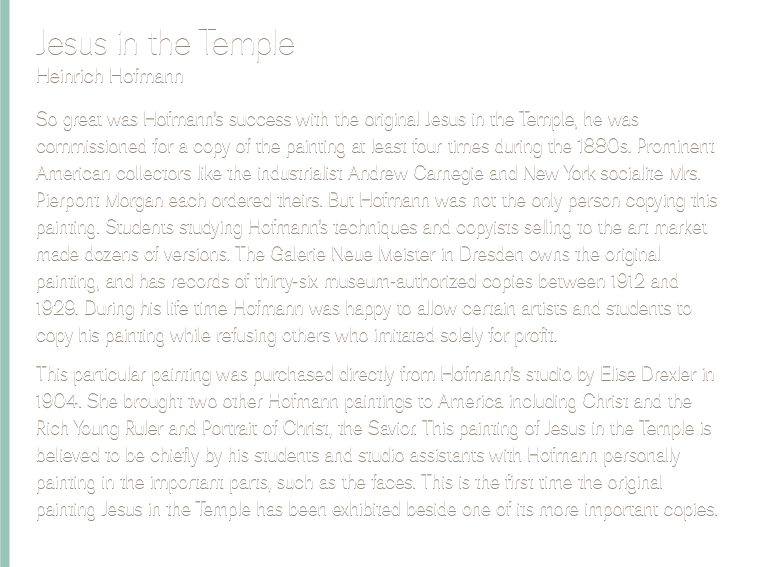 Jesus in the Temple
Heinrich Hofmann
So great was Hofmann's success with the original Jesus in the Temple, he was
commissioned for a copy of the painting at least four times during the 1880s. Prominent
American collectors like the industrialist Andrew Carnegie and New York socialite Mrs.
Pierpont Morgan each ordered theirs. But Hofmann was not the only person copying this
painting. Students studying Hofmann's techniques and copyists selling to the art market
made dozens of versions. The Galerie Neue Meister in Dresden owns the original
painting, and has records of thirty-six museum-authorized copies between 1912 and
1929. During his life time Hofmann was happy to allow certain artists and students to
copy his painting while refusing others who imitated solely for profit.
This particular painting was purchased directly from Hofmann's studio by Elise Drexler in
1904. She brought two other Hofmann paintings to America including Christ and the
Rich Young Ruler and Portrait of Christ, the Savior. This painting of Jesus in the Temple is
believed to be chiefly by his students and studio assistants with Hofmann personally
painting in the important parts, such as the faces. This is the first time the original
painting Jesus in the Temple has been exhibited beside one of its more important copies.